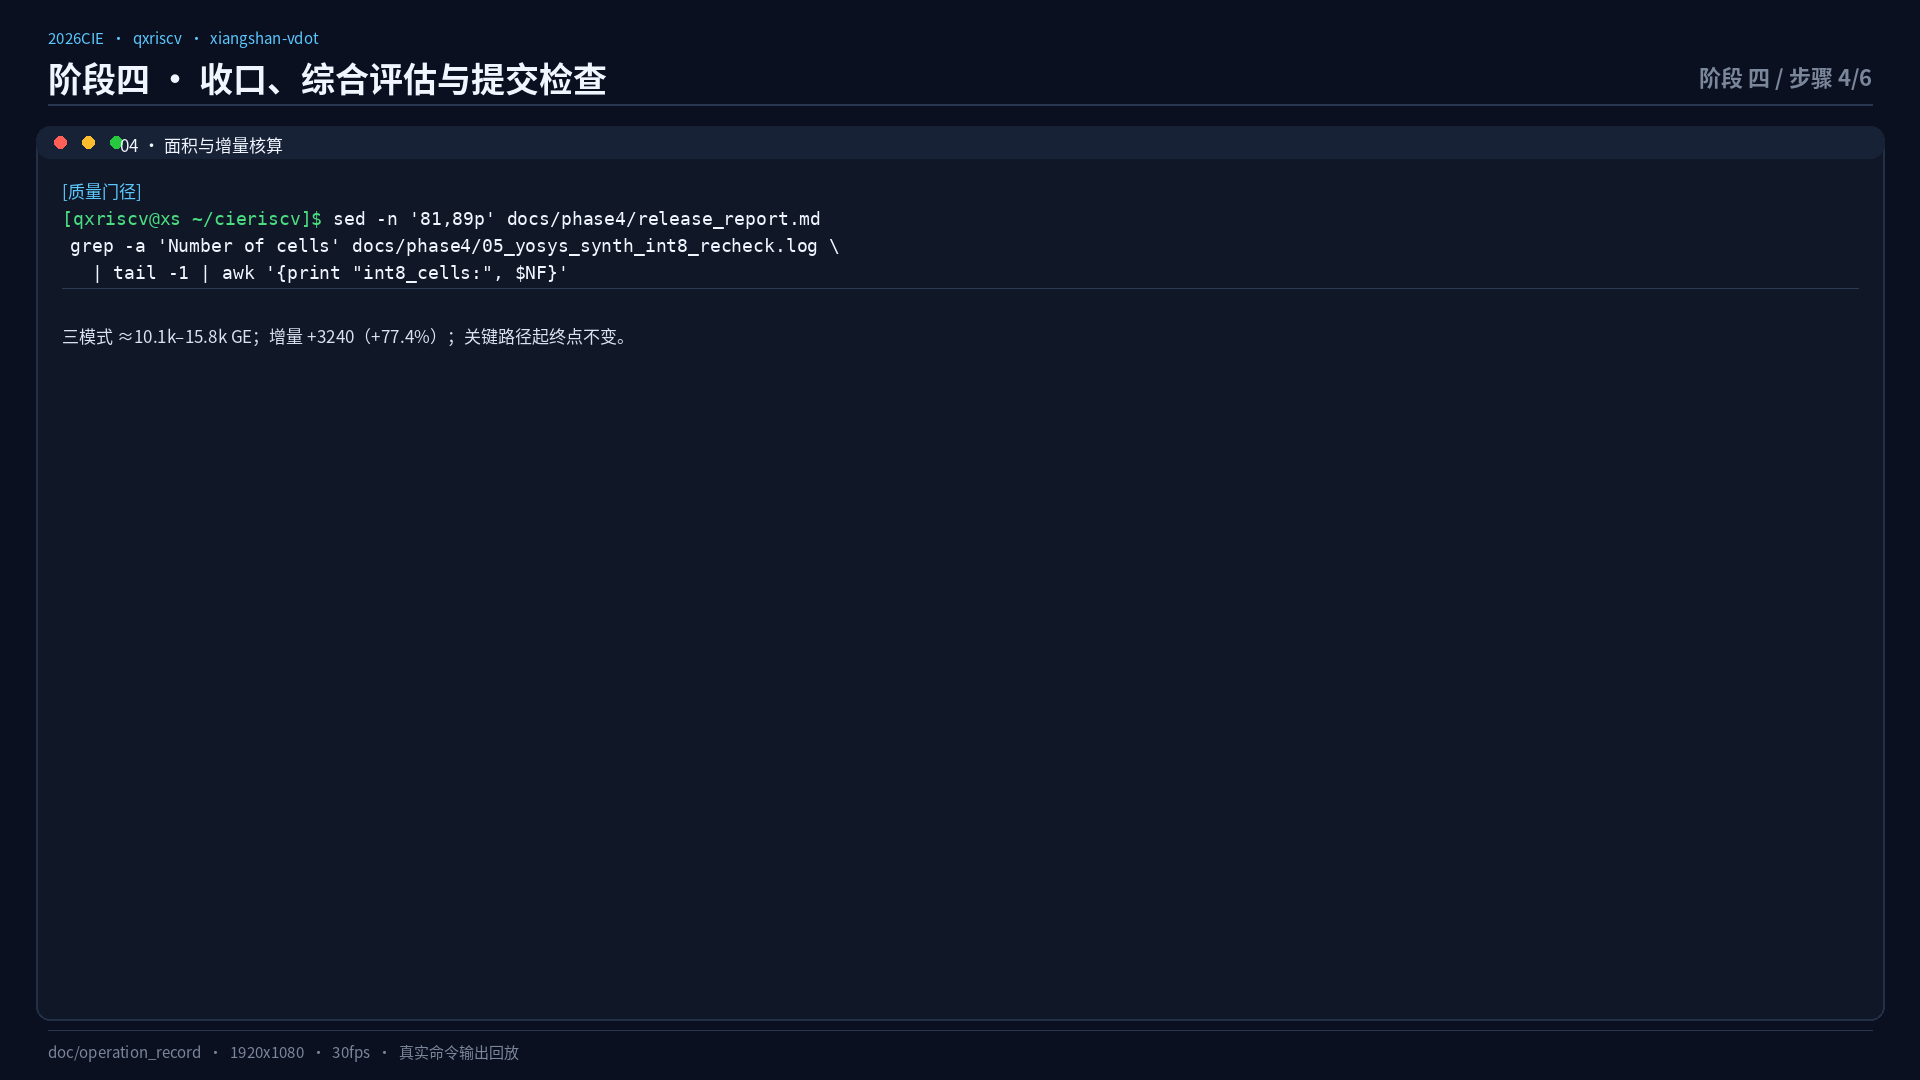 2026CIE · qxriscv · xiangshan-vdot
阶段四 · 收口、综合评估与提交检查
阶段 四 / 步骤 4/6
04 · 面积与增量核算
[质量门径]
[qxriscv@xs ~/cieriscv]$ sed -n '81,89p' docs/phase4/release_report.md
grep -a 'Number of cells' docs/phase4/05_yosys_synth_int8_recheck.log \
| tail -1 | awk '{print "int8_cells:", $NF}'
三模式 ≈10.1k–15.8k GE；增量 +3240（+77.4%）；关键路径起终点不变。
doc/operation_record · 1920x1080 · 30fps · 真实命令输出回放